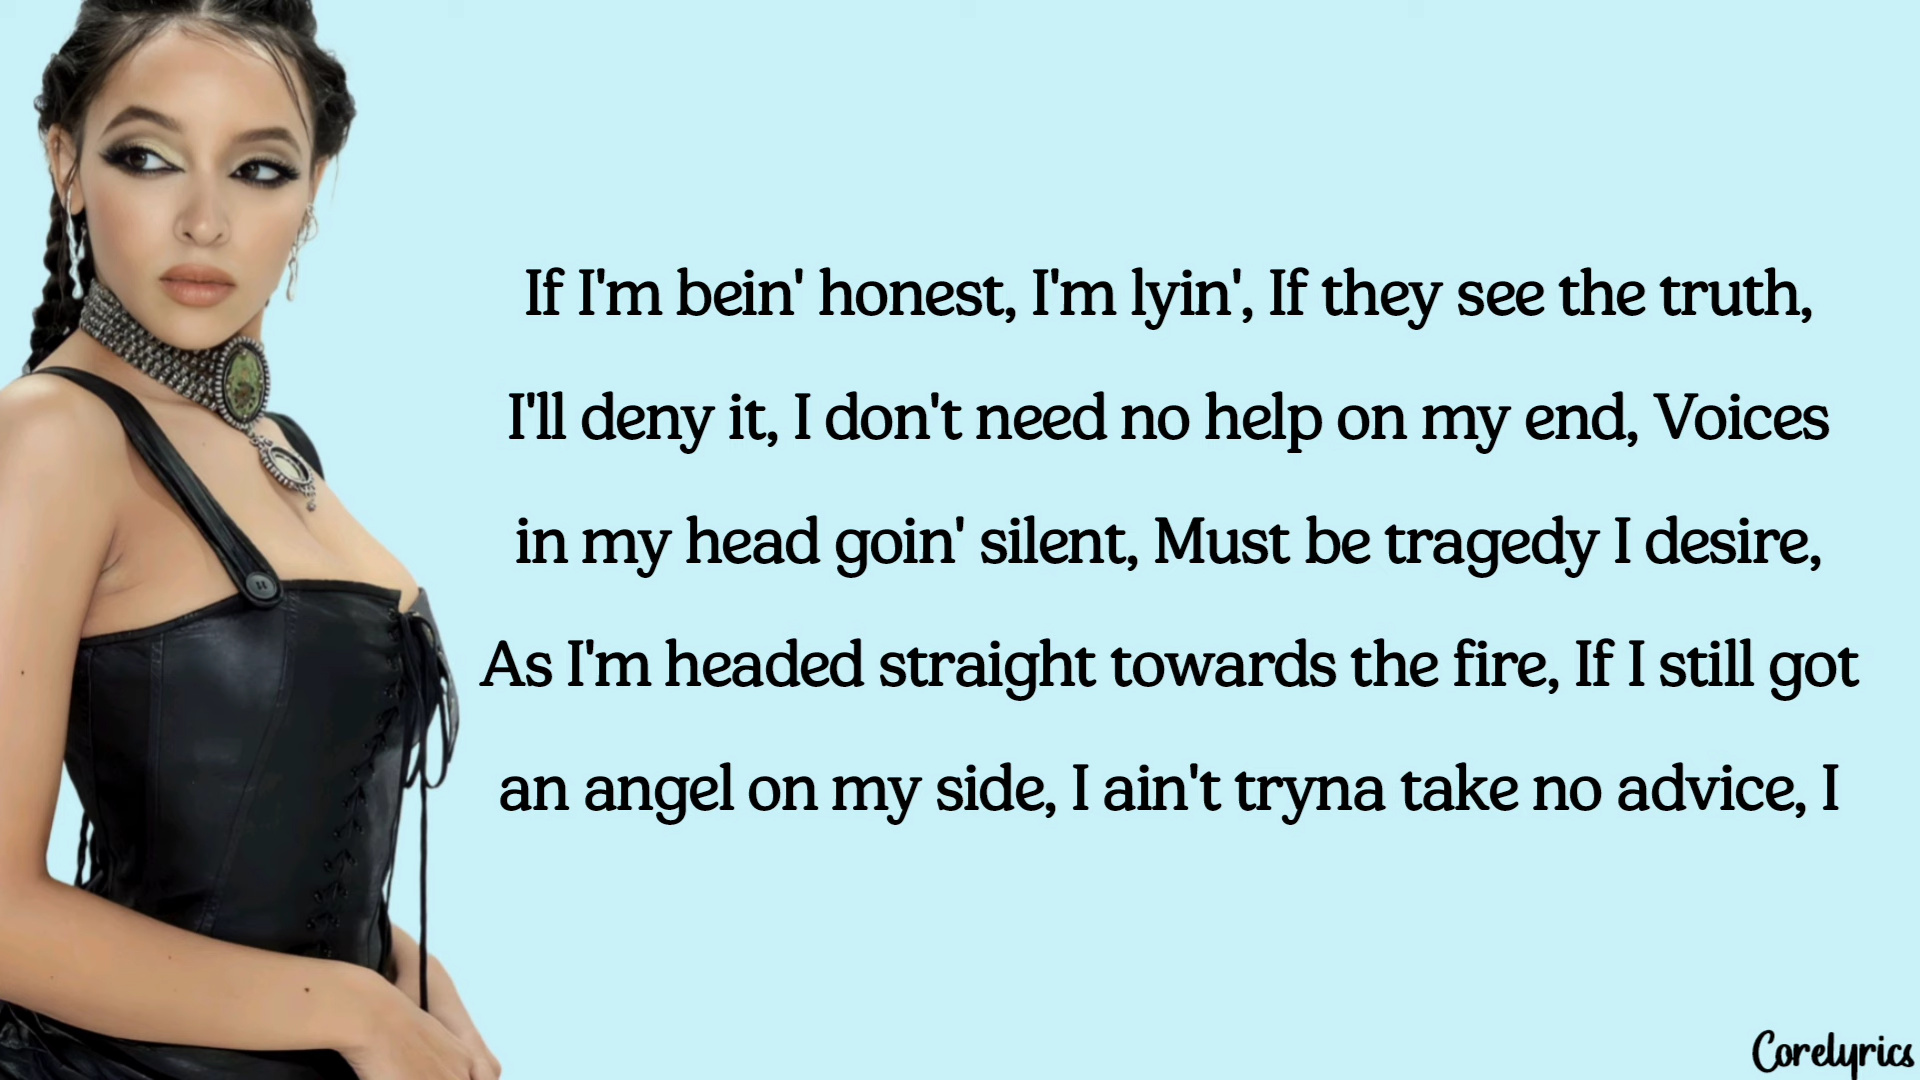 If I'm bein' honest, I'm lyin', If they see the truth,
I'll deny it, I don't need no help on my end, Voices
in my head goin' silent, Must be tragedy I desire,
As I'm headed straight towards the fire, If I still got
an angel on my side, I ain't tryna take no advice, I
Corelyrics